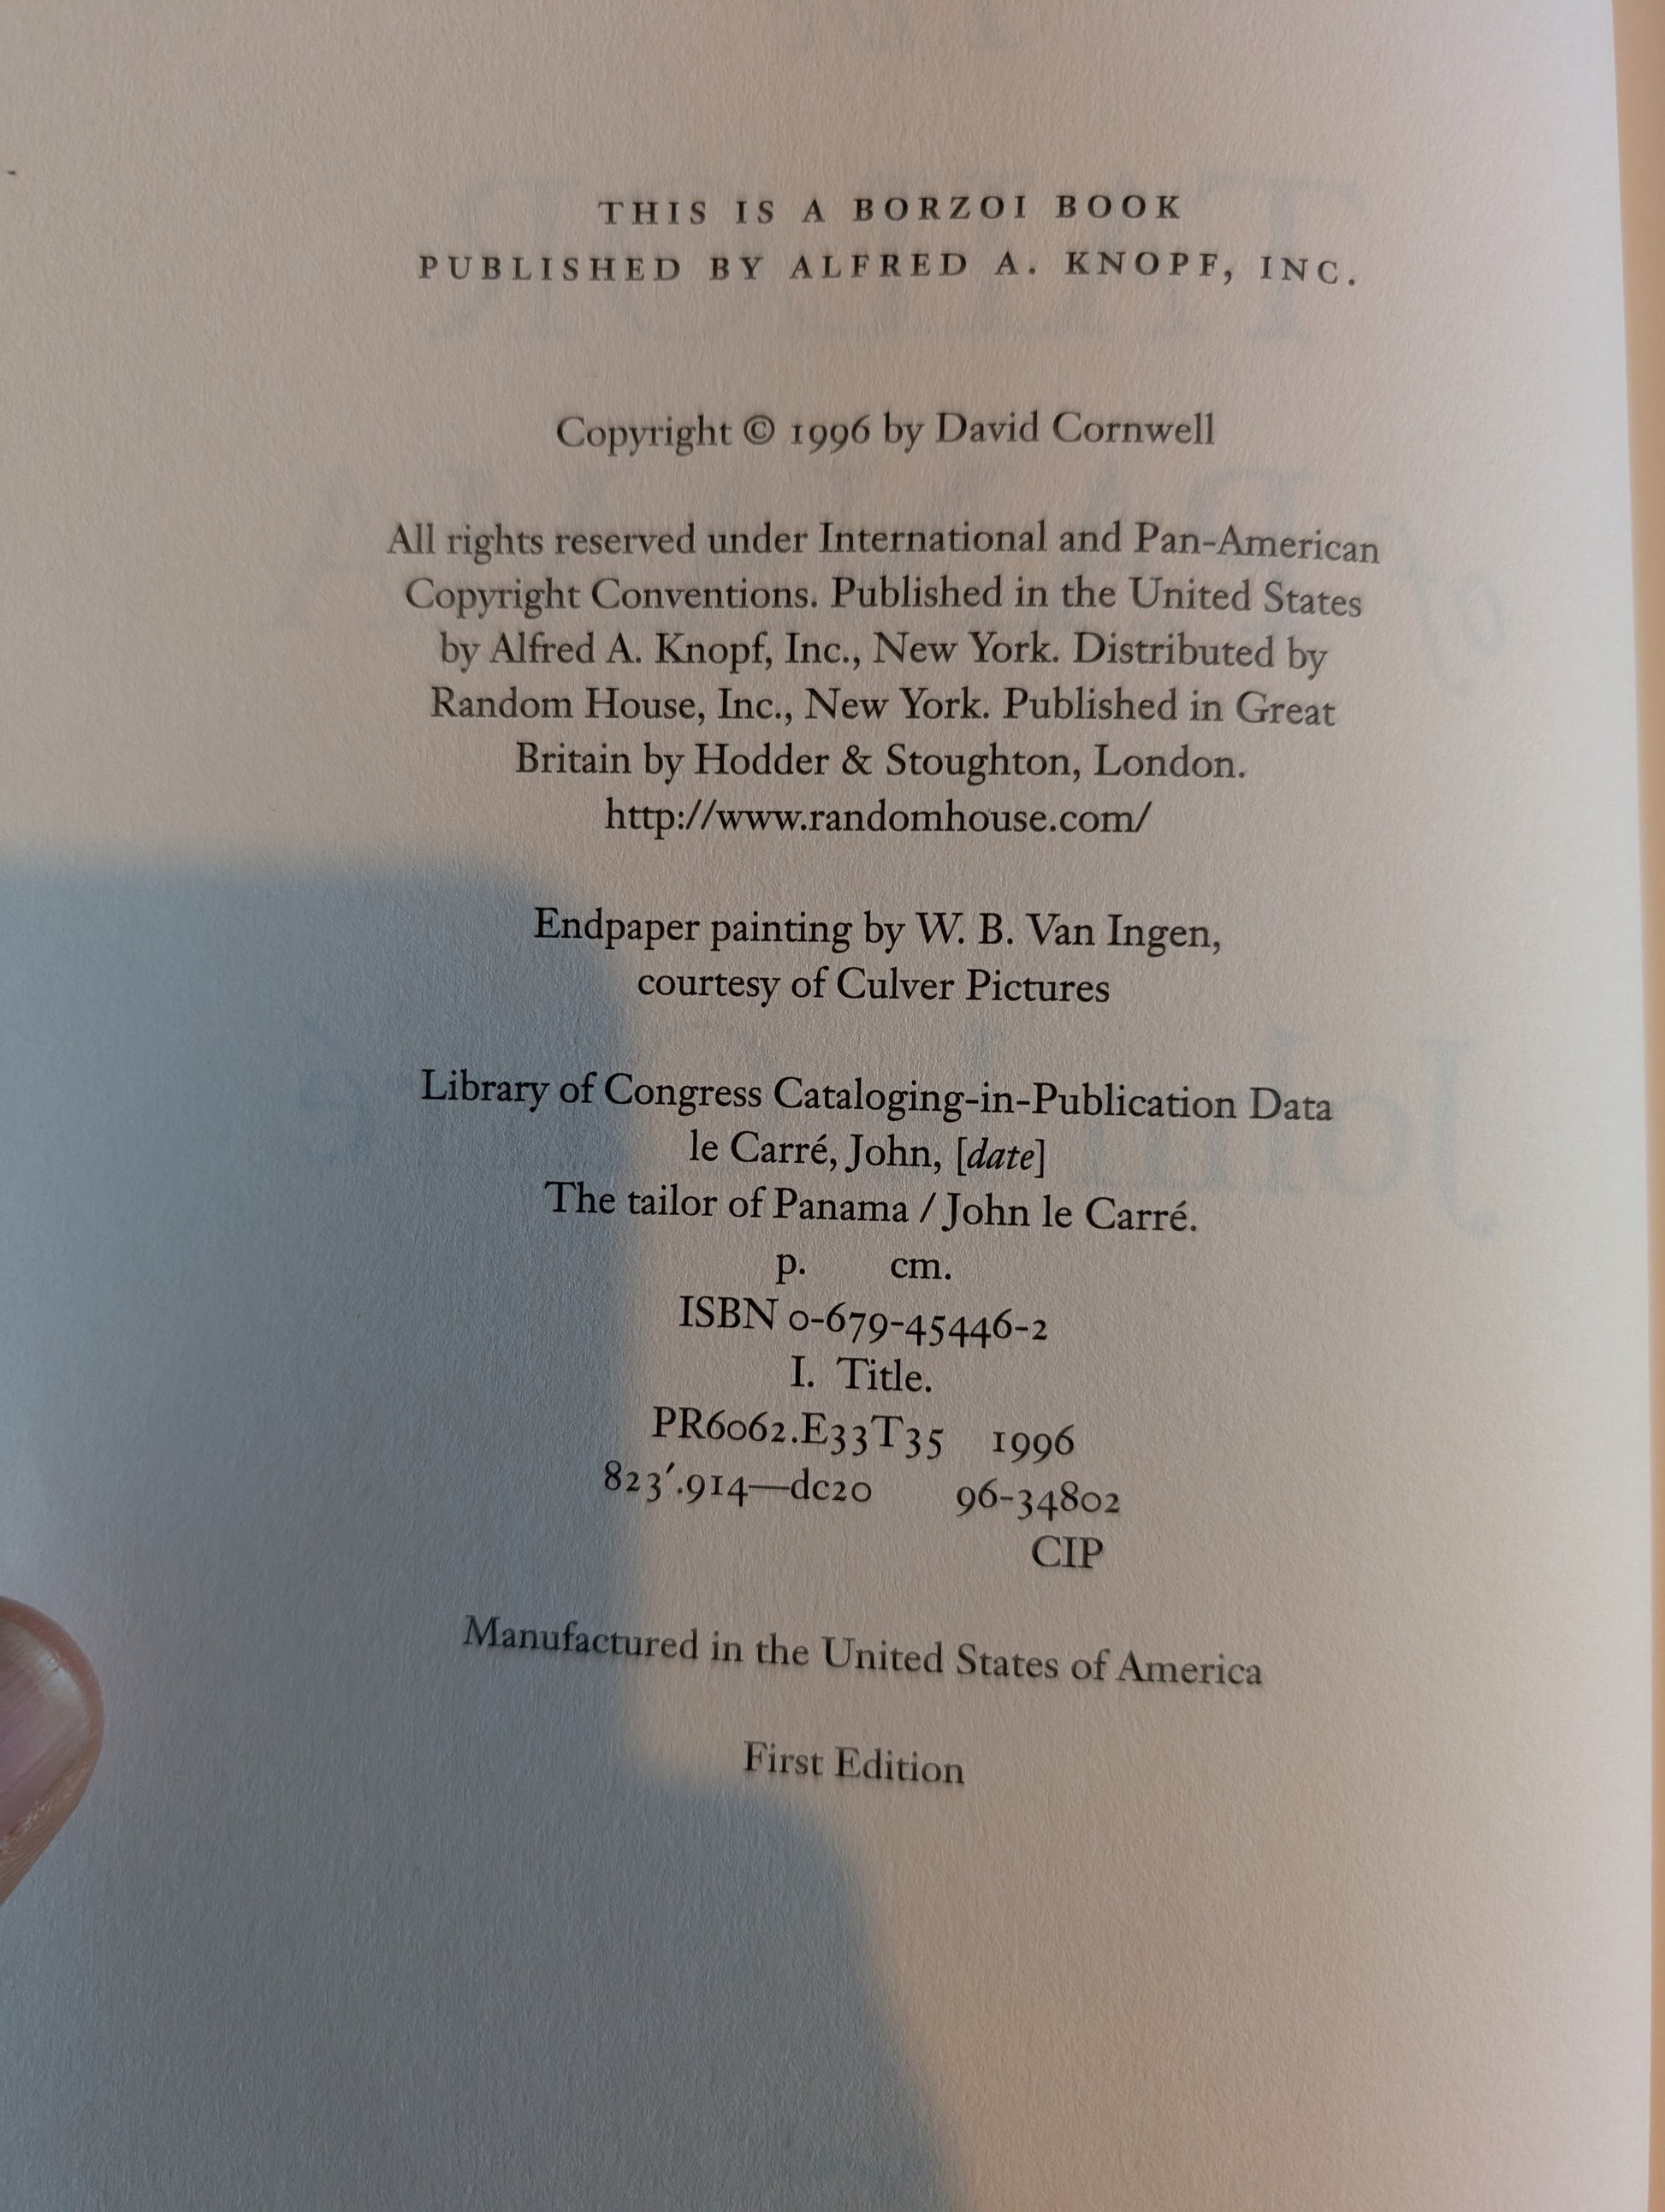 THIS IS A BORZOI BOOK
PUBLISHED BY ALFRED A. KNOPF, INC.
Copyright © 1996 by David Cornwell
All rights reserved under International and Pan-American
Copyright Conventions. Published in the United States
by Alfred A. Knopf, Inc., New York. Distributed by
Random House, Inc., New York. Published in Great
Britain by Hodder & Stoughton, London.
http://www.randomhouse.com/
Endpaper painting by W. B. Van Ingen,
courtesy of Culver Pictures
Library of Congress Cataloging-in-Publication Data
le Carré, John, [date]
The tailor of Panama / John le Carré.
p. cm.
ISBN 0-679-45446-2
I. Title.
PR6062.E33T35 1996
823′.914—dc20 96-34802
CIP
Manufactured in the United States of America
First Edition